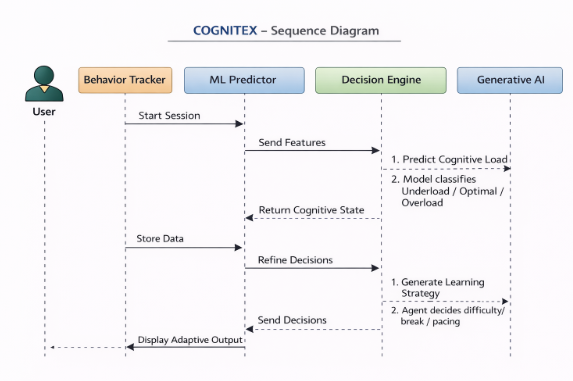 COGNITEX – Sequence Diagram
Behavior Tracker
ML Predictor
Decision Engine
Generative AI
User
Start Session
Send Features
1. Predict Cognitive Load
2. Model classifies
Underload / Optimal /
Overload
Return Cognitive State
Store Data
Refine Decisions
1. Generate Learning
Strategy
2. Agent decides difficulty/
break / pacing
Send Decisions
Display Adaptive Output